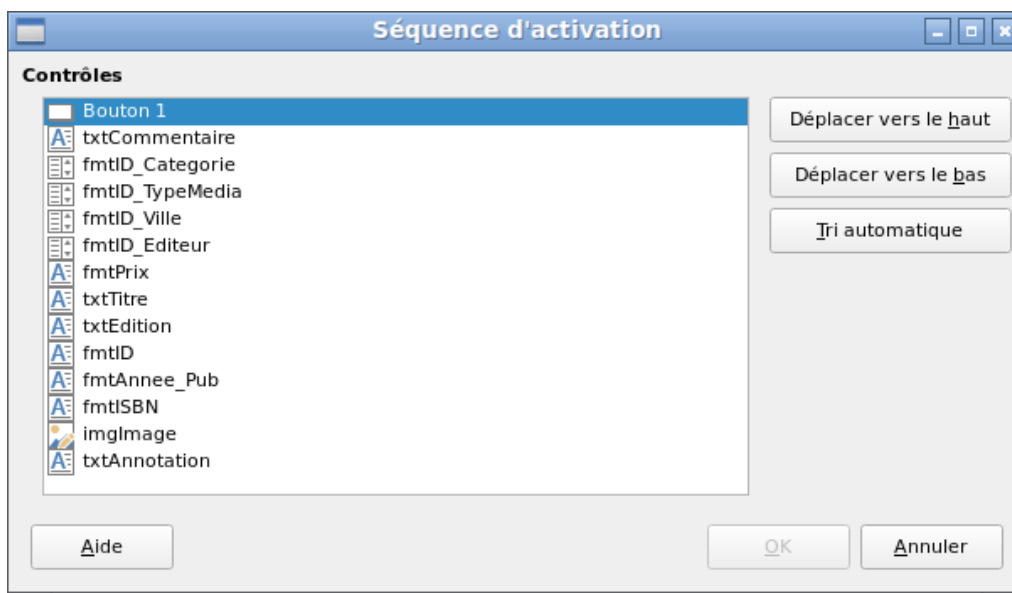 Séquence d'activation
Contrôles
Bouton 1
txtCommentaire
fmtID_Categorie
fmtID_TypeMedia
fmtID_Ville
fmtID_Editeur
fmtPrix
txtTitre
txtEdition
fmtID
fmtAnnee_Pub
fmtISBN
imgImage
txtAnnotation
Déplacer vers le haut
Déplacer vers le bas
Tri automatique
Aide
OK
Annuler